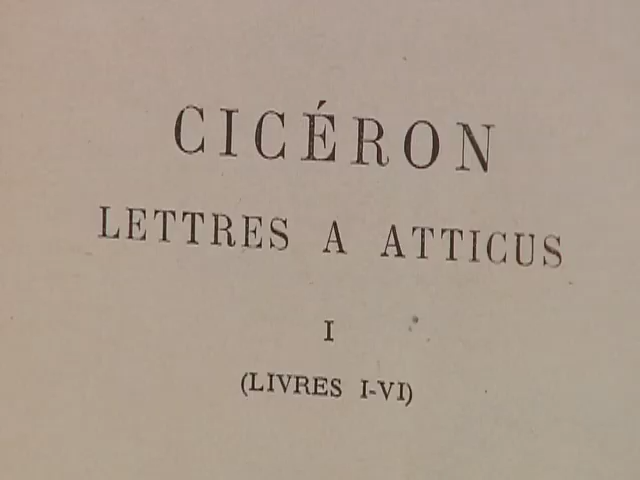 CICÉRON
LETTRES A ATTICUS
I
(LIVRES I-VI)